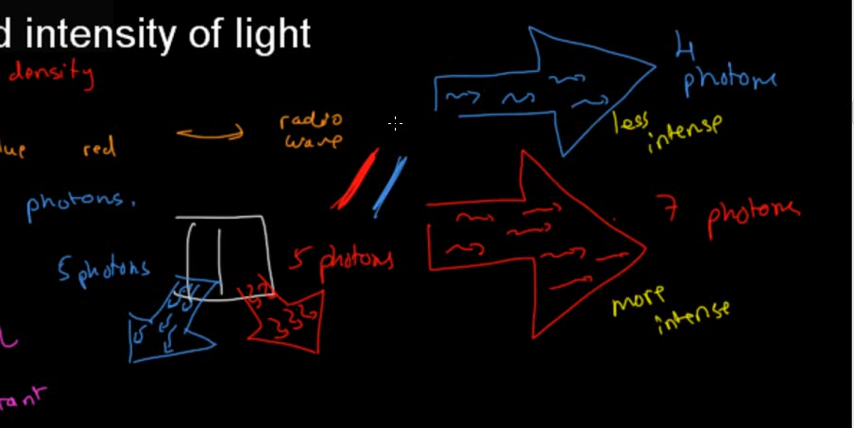 d intensity of light
density
ue red
radio
wave
photons.
5 photons
5 photons
4
photons
less
intense
7 photons
more
intense
tant